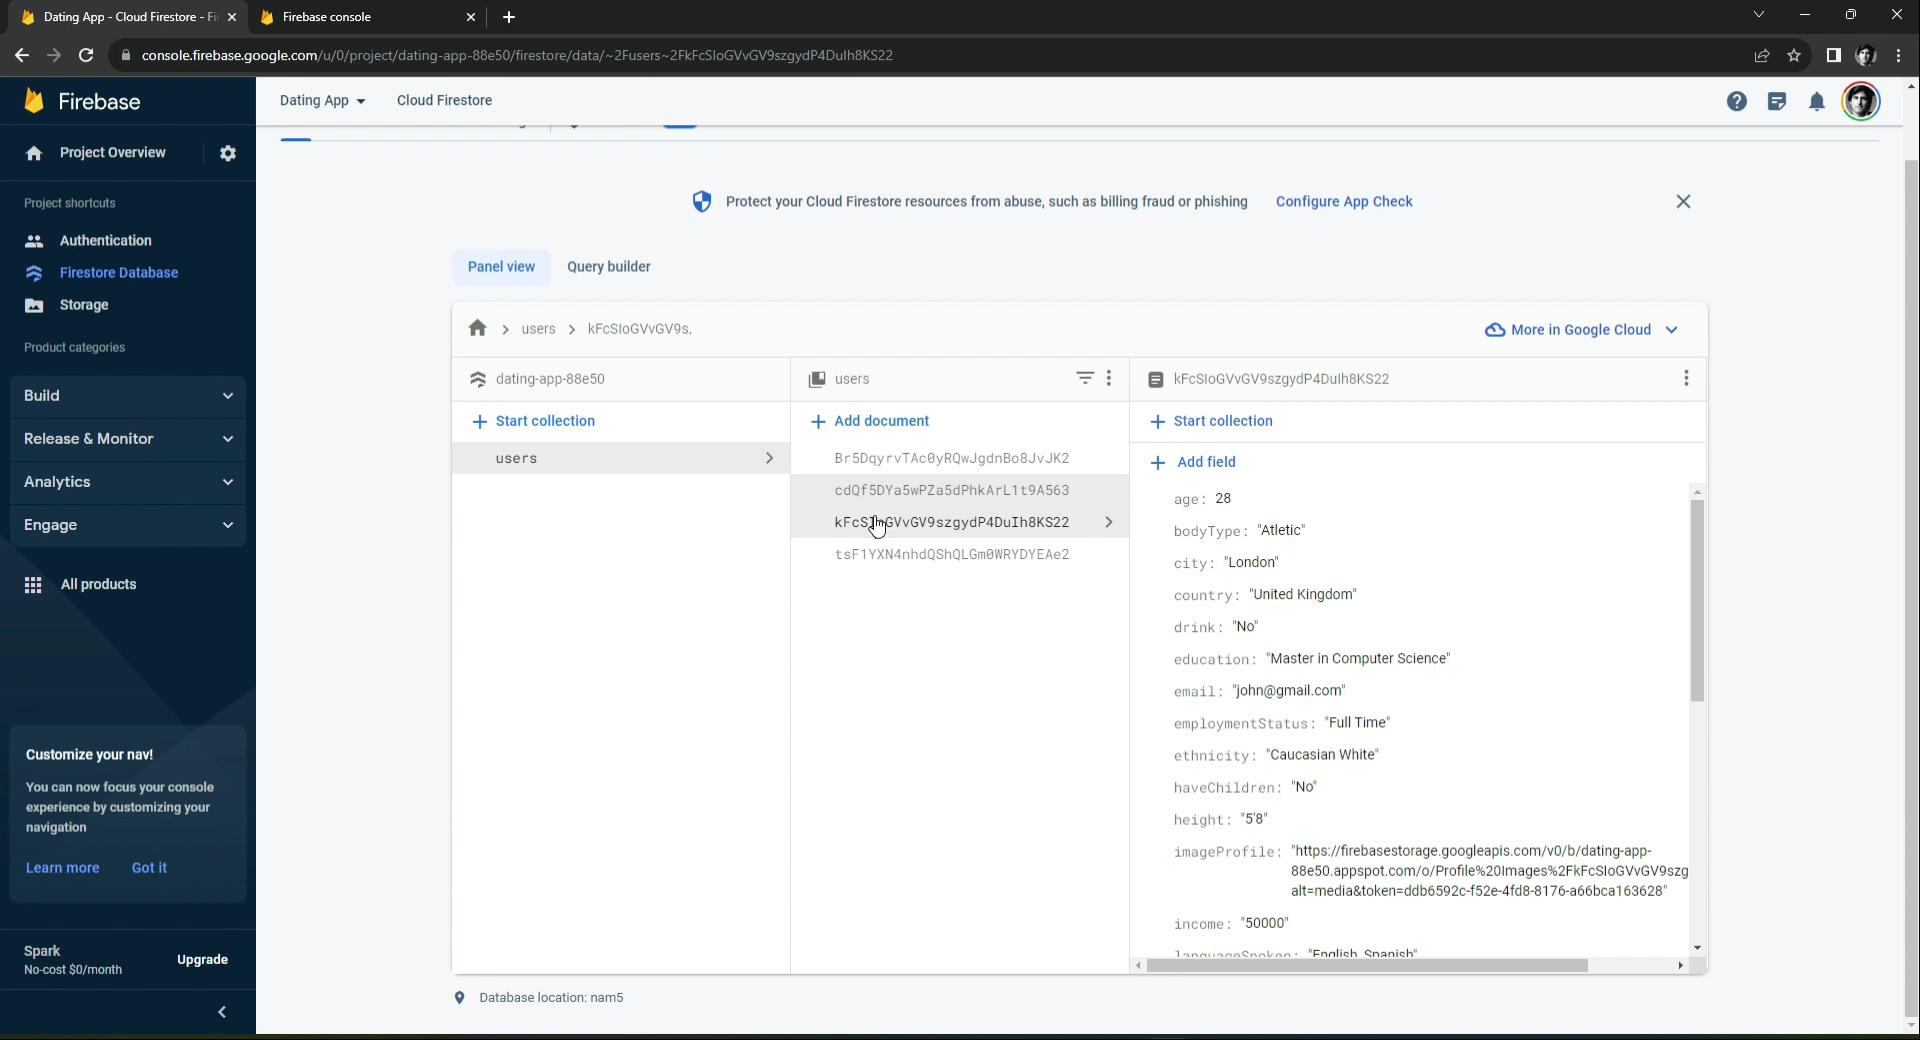 Dating App - Cloud Firestore - Fi
Firebase console
console.firebase.google.com/u/0/project/dating-app-88e50/firestore/data/~2Fusers~2FkFcSIoGVvGV9szgydP4DuIh8KS22
Firebase
Dating App
Cloud Firestore
Project Overview
Project shortcuts
Authentication
Firestore Database
Storage
Product categories
Build
Release & Monitor
Analytics
Engage
All products
Customize your nav!
You can now focus your console
experience by customizing your
navigation
Learn more Got it
Spark
No-cost $0/month
Upgrade
Protect your Cloud Firestore resources from abuse, such as billing fraud or phishing Configure App Check
Panel view Query builder
users kFcSIoGVvGV9s.
More in Google Cloud
dating-app-88e50
Start collection
users
users
Add document
Br5DqyrvTAc0yRQwJgdnBo8JvJK2
cdQf5DYa5wPZa5dPhkArL1t9A563
kFcSIoGVvGV9szgydP4DuIh8KS22
tsF1YXN4nhdQShQLGm0WRYDYEAe2
kFcSIoGVvGV9szgydP4DuIh8KS22
Start collection
Add field
age: 28
bodyType: "Atletic"
city: "London"
country: "United Kingdom"
drink: "No"
education: "Master in Computer Science"
email: "john@gmail.com"
employmentStatus: "Full Time"
ethnicity: "Caucasian White"
haveChildren: "No"
height: "5'8"
imageProfile: "https://firebasestorage.googleapis.com/v0/b/dating-app-
88e50.appspot.com/o/Profile%20Images%2FkFcSIoGVvGV9szg
alt=media&token=ddb6592c-f52e-4fd8-8176-a66bca163628"
income: "50000"
languageSpoken: "English, Spanish"
Database location: nam5